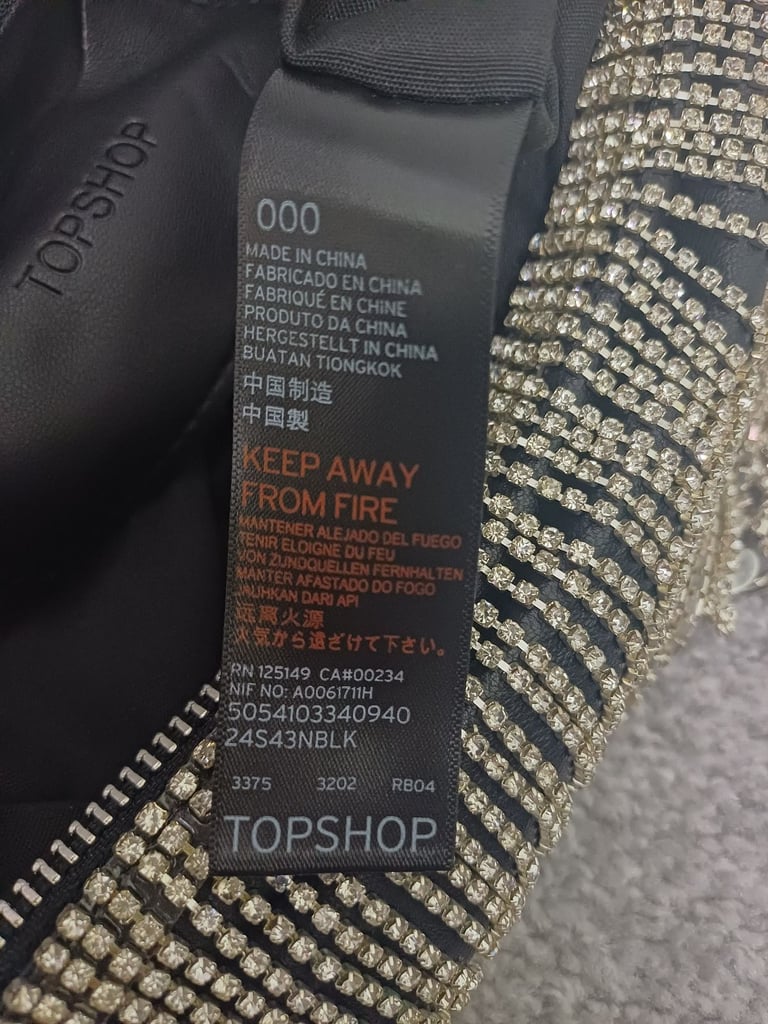 TOPSHOP
000
MADE IN CHINA
FABRICADO EN CHINA
FABRIQUÉ EN CHINE
PRODUTO DA CHINA
HERGESTELLT IN CHINA
BUATAN TIONGKOK
中国制造
中国製
KEEP AWAY
FROM FIRE
MANTENER ALEJADO DEL FUEGO
TENIR ELOIGNE DU FEU
VON ZUNDQUELLEN FERNHALTEN
MANTER AFASTADO DO FOGO
JAUHKAN DARI API
远离火源
火気から遠ざけて下さい。
RN 125149 CA#00234
NIF NO: A0061711H
5054103340940
24S43NBLK
3375 3202 RB04
TOPSHOP